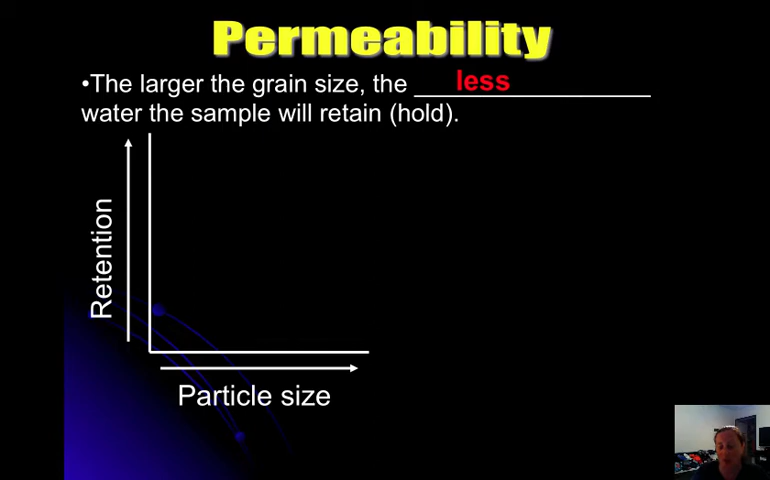 Permeability
•The larger the grain size, the less
water the sample will retain (hold).
Retention
Particle size